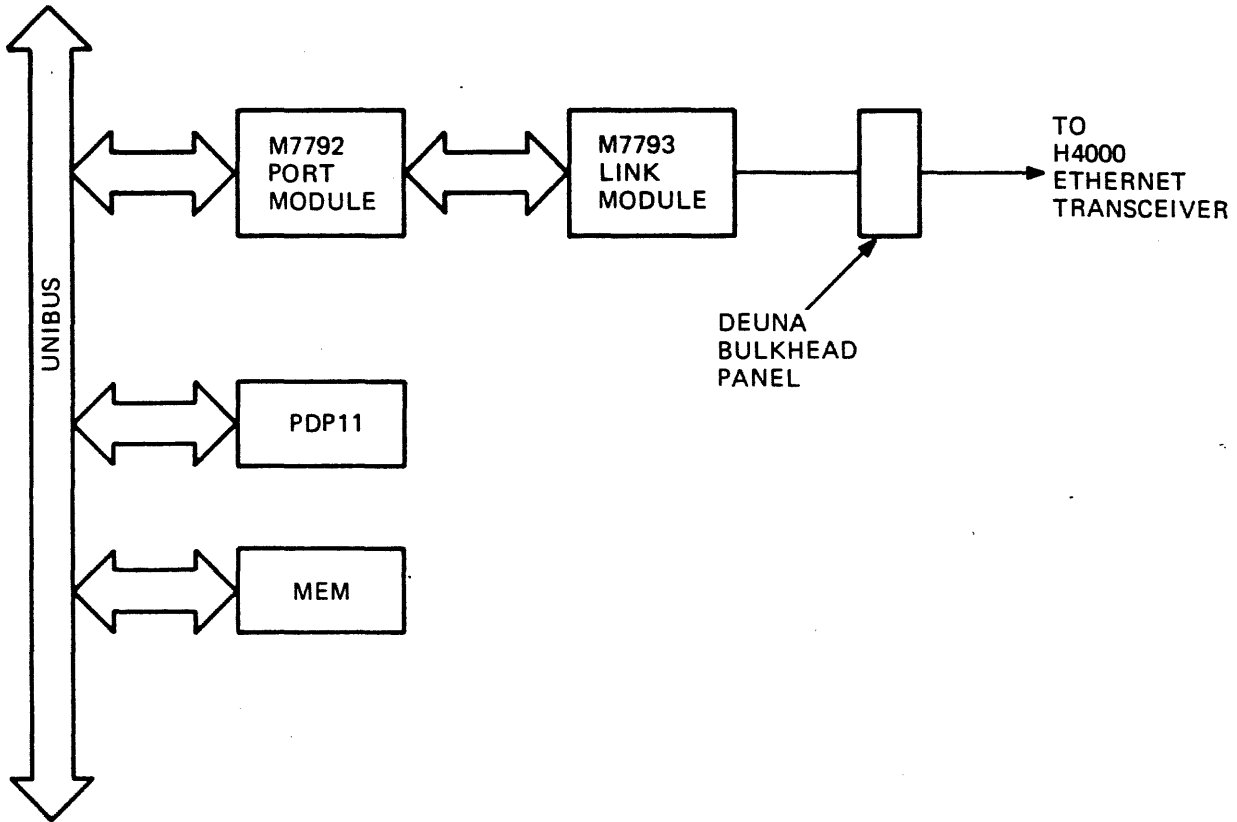 UNIBUS
M7792
PORT
MODULE
M7793
LINK
MODULE
TO
H4000
ETHERNET
TRANSCEIVER
DEUNA
BULKHEAD
PANEL
PDP11
MEM